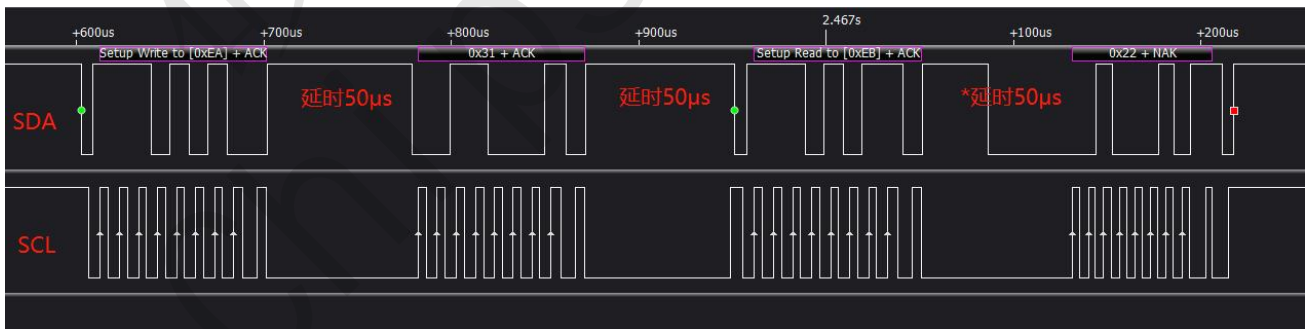 2.467s
+600us +700us +800us +900us +100us +200us
Setup Write to [0xEA] + ACK 0x31 + ACK Setup Read to [0xEB] + ACK 0x22 + NAK
延时50μs 延时50μs *延时50μs
SDA
SCL